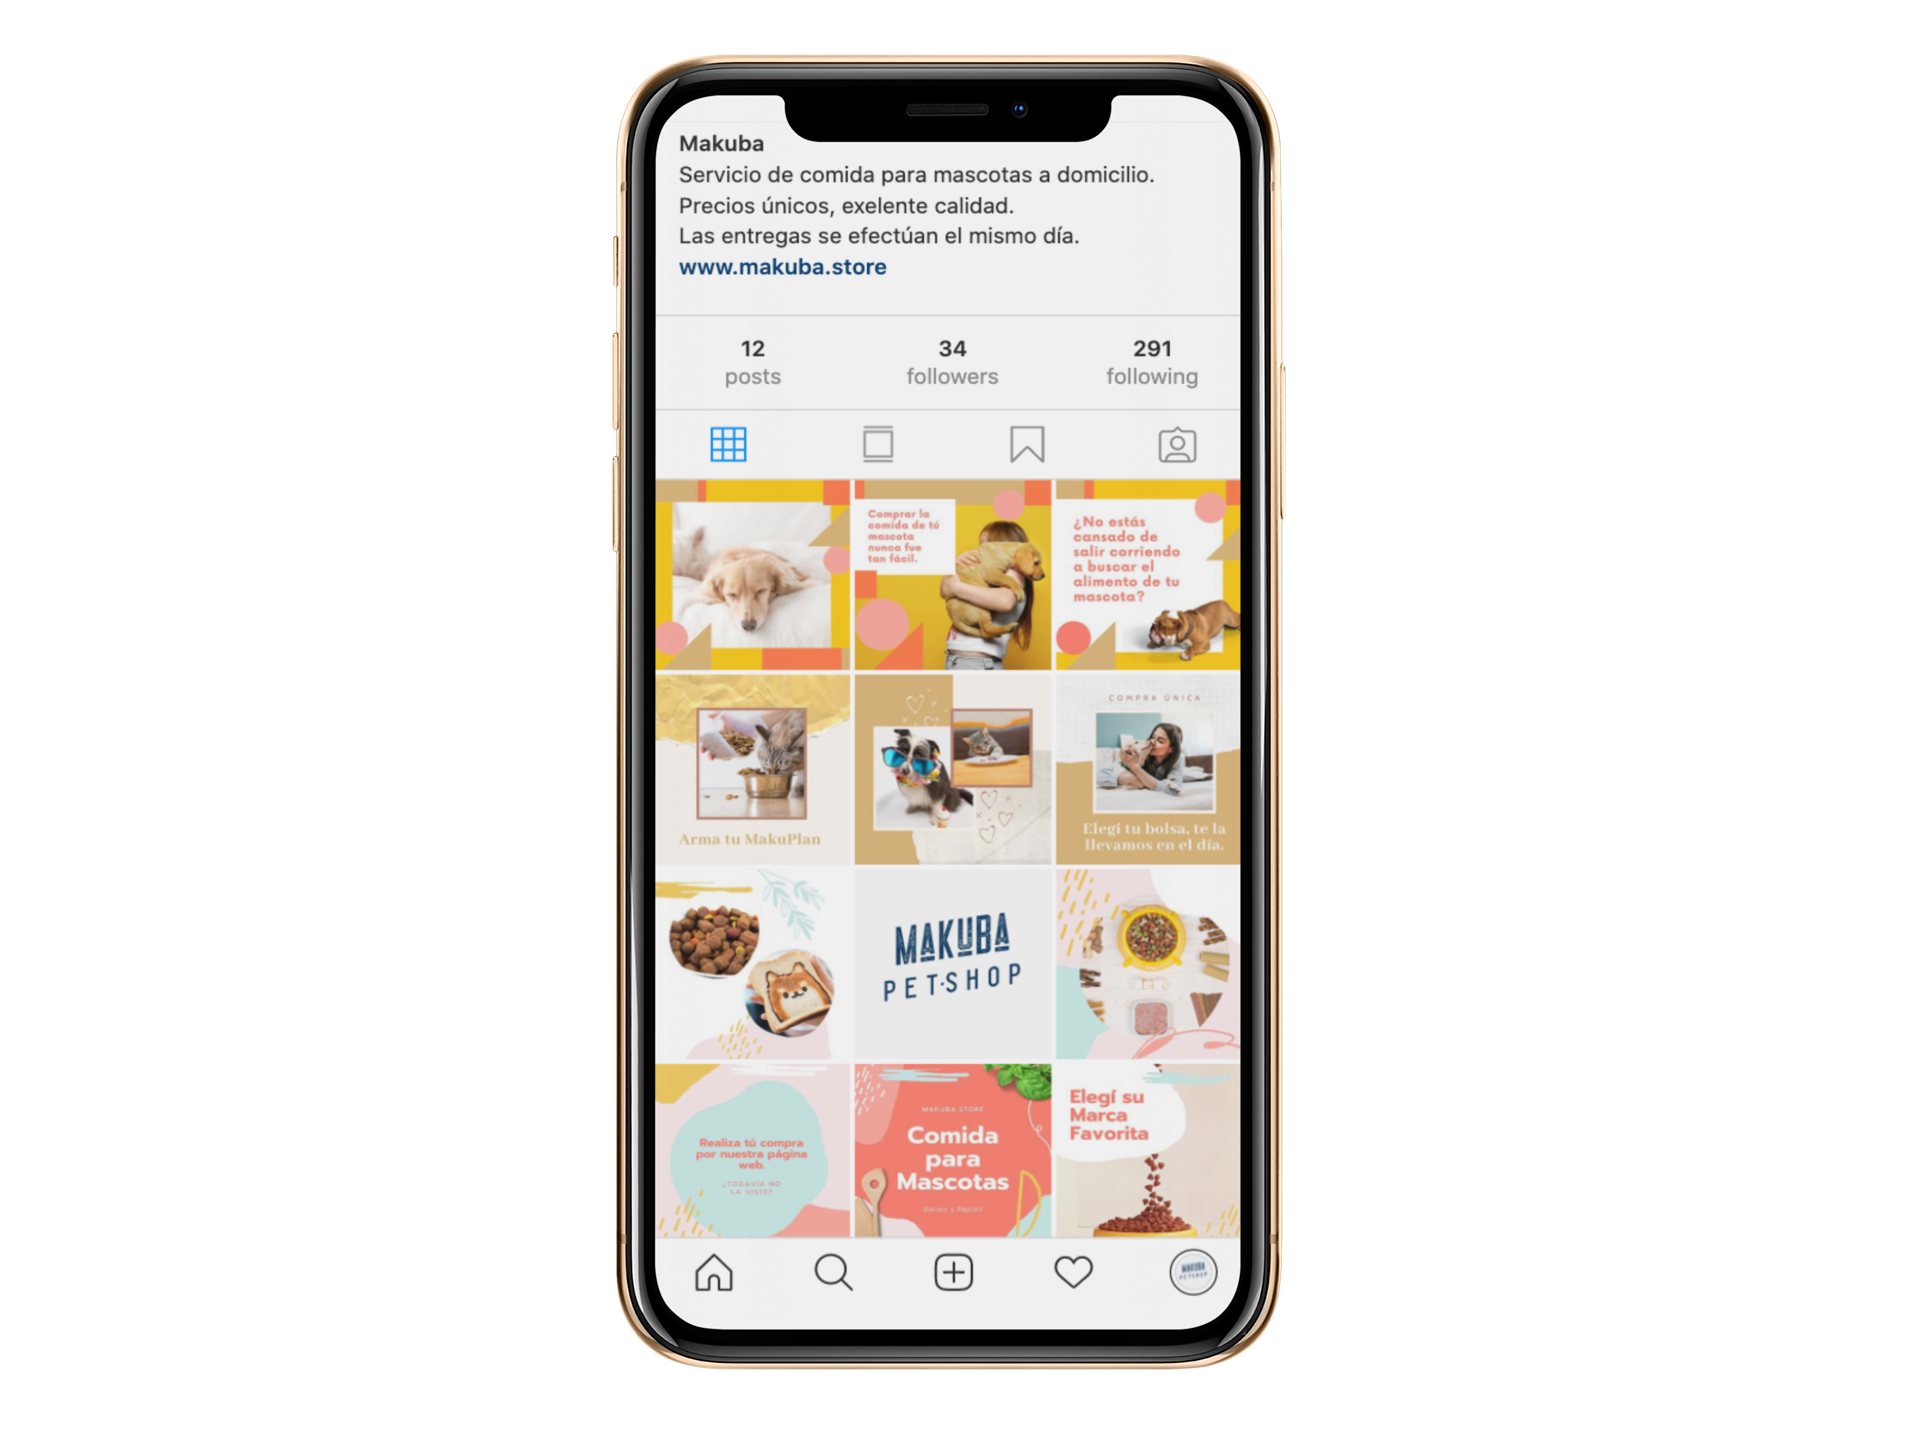 Makuba
Servicio de comida para mascotas a domicilio.
Precios únicos, exelente calidad.
Las entregas se efectúan el mismo día.
www.makuba.store
12
posts
34
followers
291
following
Comprar la
comida de tú
mascota
nunca fue
tan fácil.
¿No estás
cansado de
salir corriendo
a buscar el
alimento de tu
mascota?
Arma tu MakuPlan
COMPRA ÚNICA
Elegí tu bolsa, te la
llevamos en el día.
MAKUBA
PET·SHOP
Realiza tú compra
por nuestra página
web.
¿TODAVÍA NO
LA VISTE?
MAKUBA.STORE
Comida
para
Mascotas
Elegí su
Marca
Favorita
MAKUBA
PETSHOP